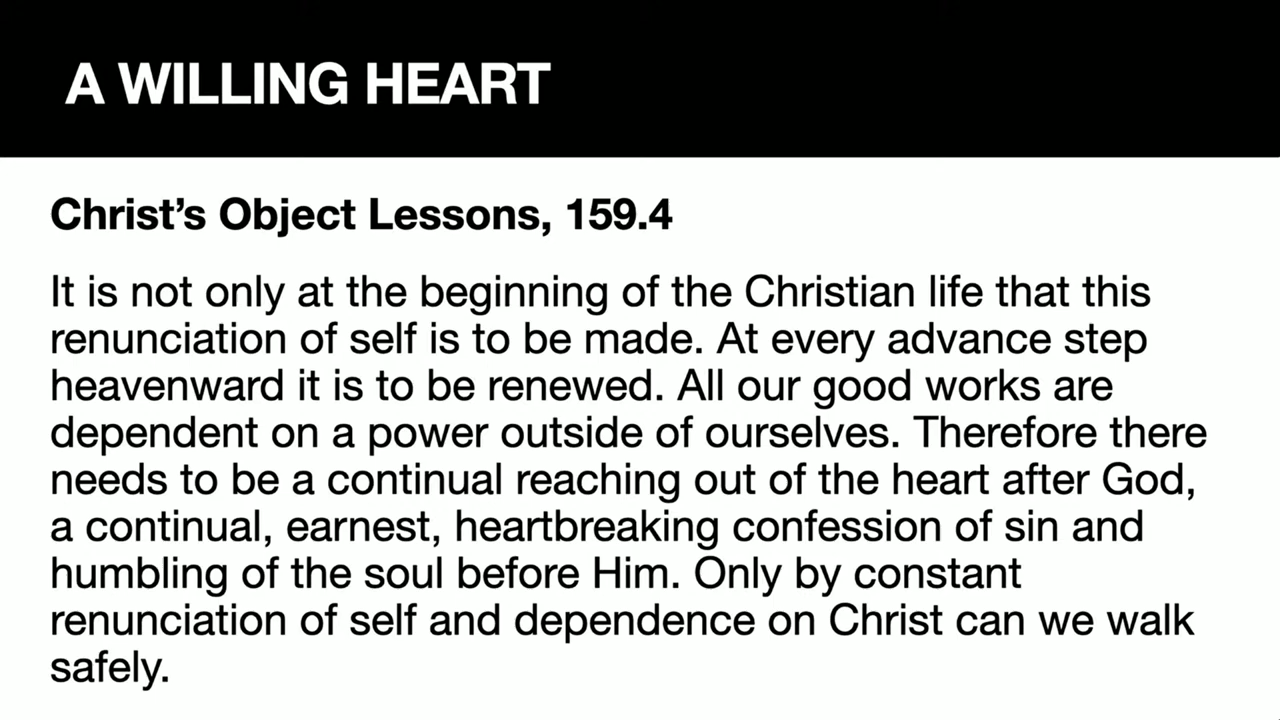 A WILLING HEART
Christ’s Object Lessons, 159.4
It is not only at the beginning of the Christian life that this
renunciation of self is to be made. At every advance step
heavenward it is to be renewed. All our good works are
dependent on a power outside of ourselves. Therefore there
needs to be a continual reaching out of the heart after God,
a continual, earnest, heartbreaking confession of sin and
humbling of the soul before Him. Only by constant
renunciation of self and dependence on Christ can we walk
safely.